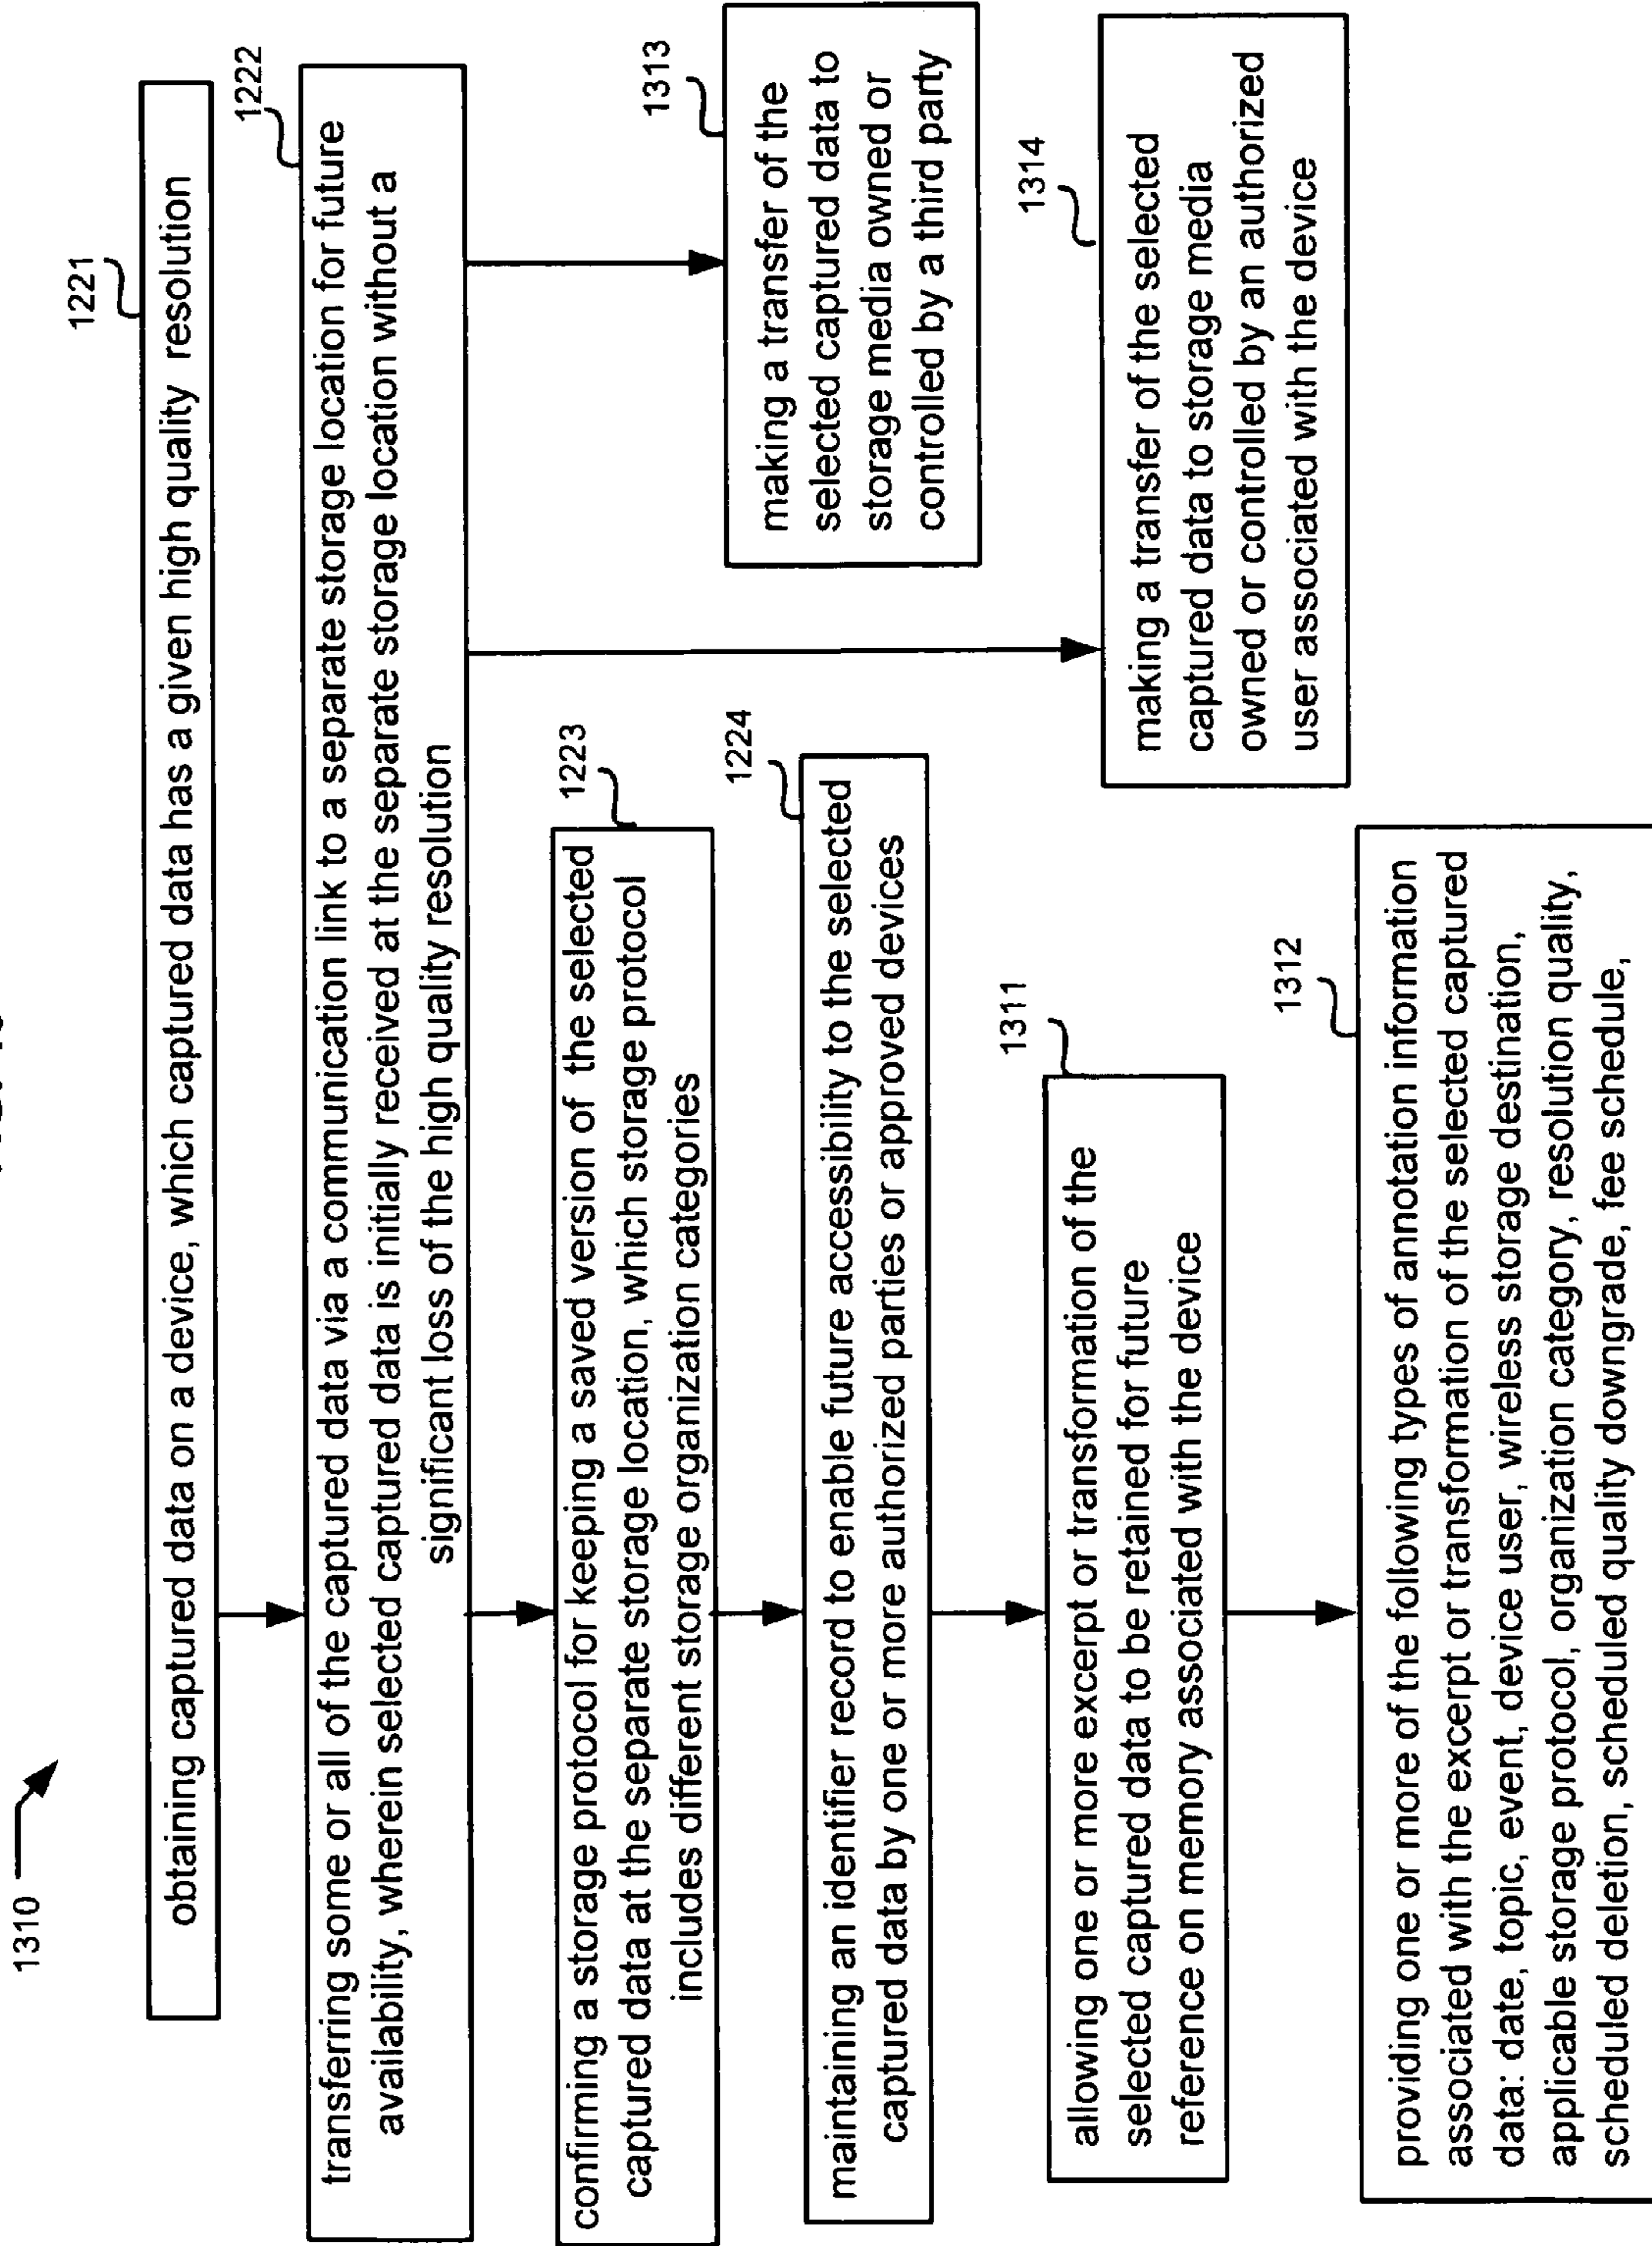 1310
1221
obtaining captured data on a device, which captured data has a given high quality resolution
1222
transferring some or all of the captured data via a communication link to a separate storage location for future
availability, wherein selected captured data is initially received at the separate storage location without a
significant loss of the high quality resolution
1223
confirming a storage protocol for keeping a saved version of the selected
captured data at the separate storage location, which storage protocol
includes different storage organization categories
1313
making a transfer of the
selected captured data to
storage media owned or
controlled by a third party
1224
maintaining an identifier record to enable future accessibility to the selected
captured data by one or more authorized parties or approved devices
1311
allowing one or more excerpt or transformation of the
selected captured data to be retained for future
reference on memory associated with the device
1314
making a transfer of the selected
captured data to storage media
owned or controlled by an authorized
user associated with the device
1312
providing one or more of the following types of annotation information
associated with the excerpt or transformation of the selected captured
data: date, topic, event, device user, wireless storage destination,
applicable storage protocol, organization category, resolution quality,
scheduled deletion, scheduled quality downgrade, fee schedule,